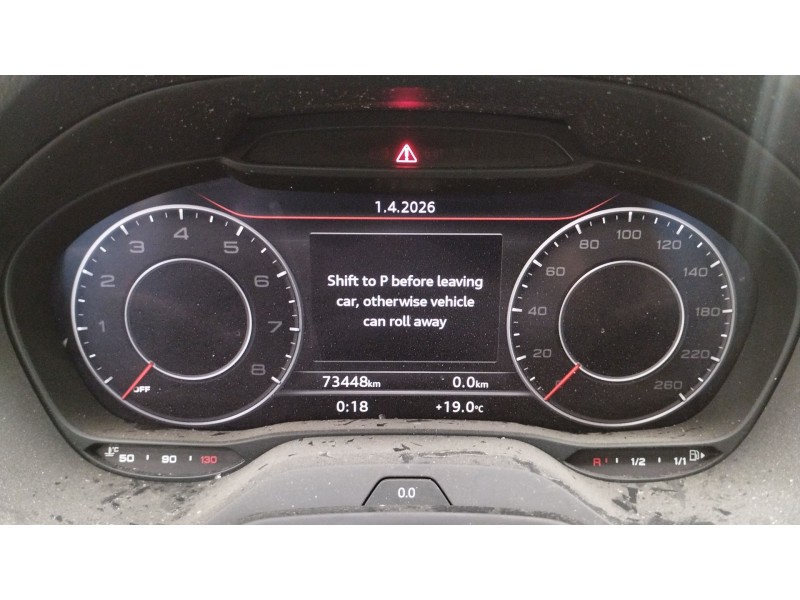 1.4.2026
1
2
3
4
5
6
7
8
OFF
Shift to P before leaving
car, otherwise vehicle
can roll away
20
40
60
80
100
120
140
180
220
260
73448km
0.0km
0:18
+19.0°C
°C 50 90 130
R 1/2 1/1
0.0